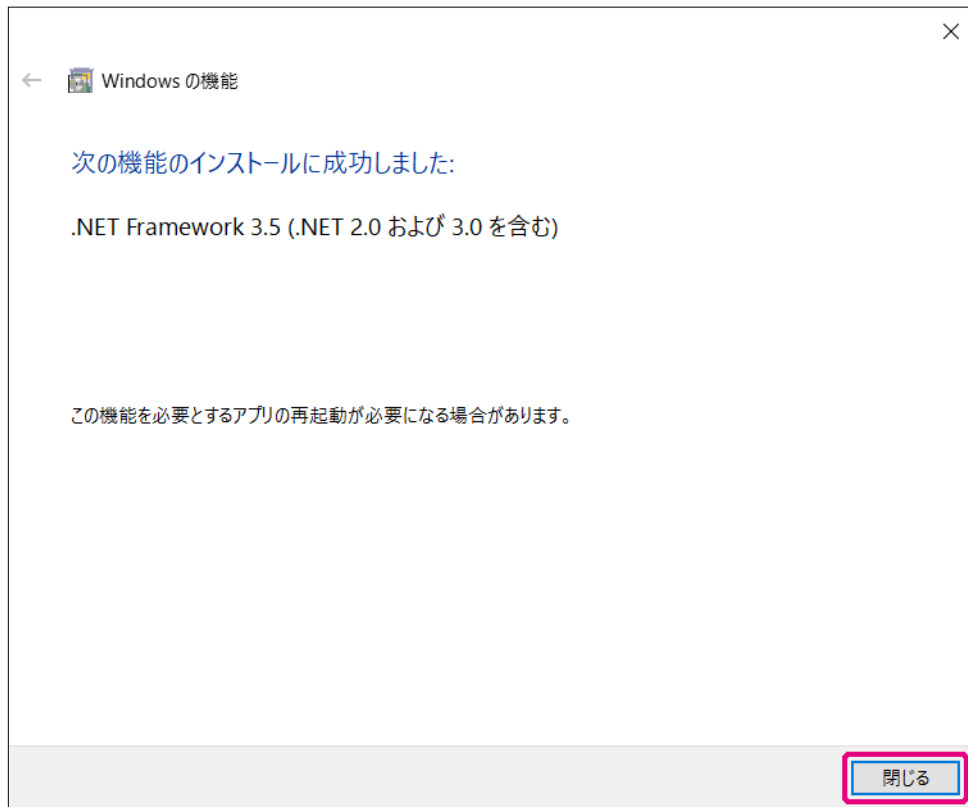 Windows の機能
次の機能のインストールに成功しました:
.NET Framework 3.5 (.NET 2.0 および 3.0 を含む)
この機能を必要とするアプリの再起動が必要になる場合があります。
閉じる